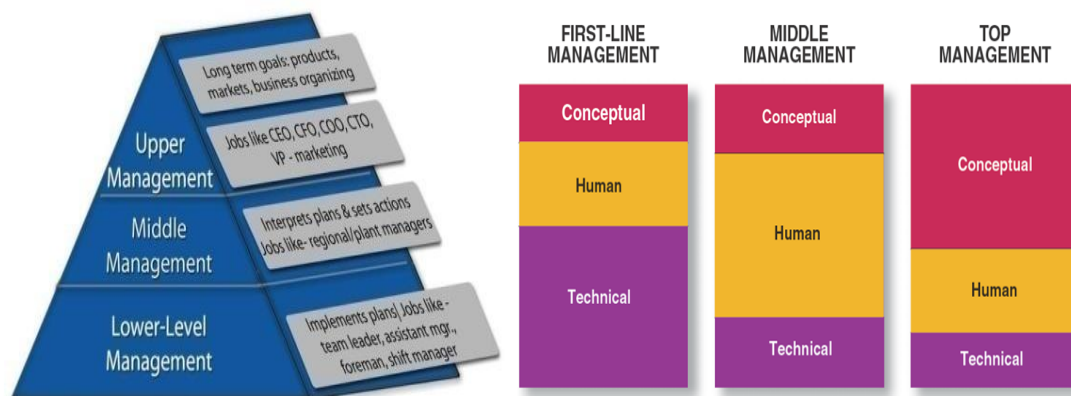 Long term goals: products,
markets, business organizing
Jobs like CEO, CFO, COO, CTO,
VP - marketing
Upper
Management
Interprets plans & sets actions
Jobs like- regional/plant managers
Middle
Management
Implements plans| Jobs like -
team leader, assistant mgr.,
foreman, shift manager
Lower-Level
Management
FIRST-LINE
MANAGEMENT
Conceptual
Human
Technical
MIDDLE
MANAGEMENT
Conceptual
Human
Technical
TOP
MANAGEMENT
Conceptual
Human
Technical